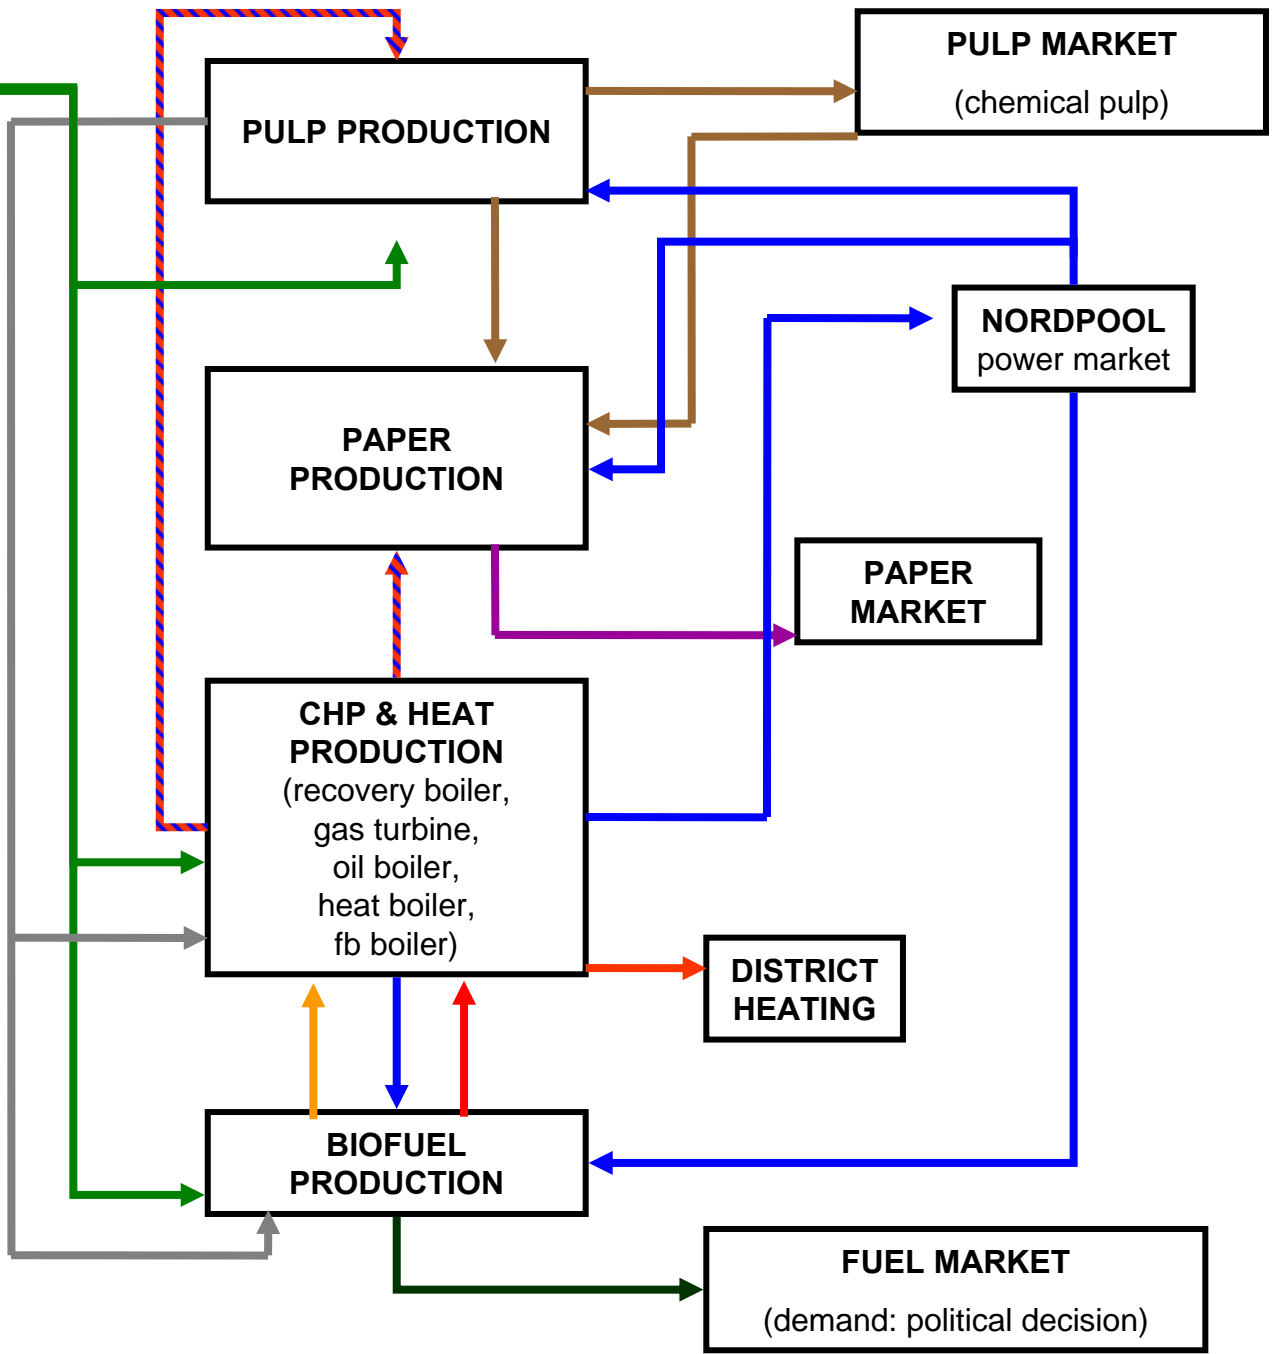 PULP MARKET
(chemical pulp)
PULP PRODUCTION
NORDPOOL
power market
PAPER
PRODUCTION
PAPER
MARKET
CHP & HEAT
PRODUCTION
(recovery boiler,
gas turbine,
oil boiler,
heat boiler,
fb boiler)
DISTRICT
HEATING
BIOFUEL
PRODUCTION
FUEL MARKET
(demand: political decision)